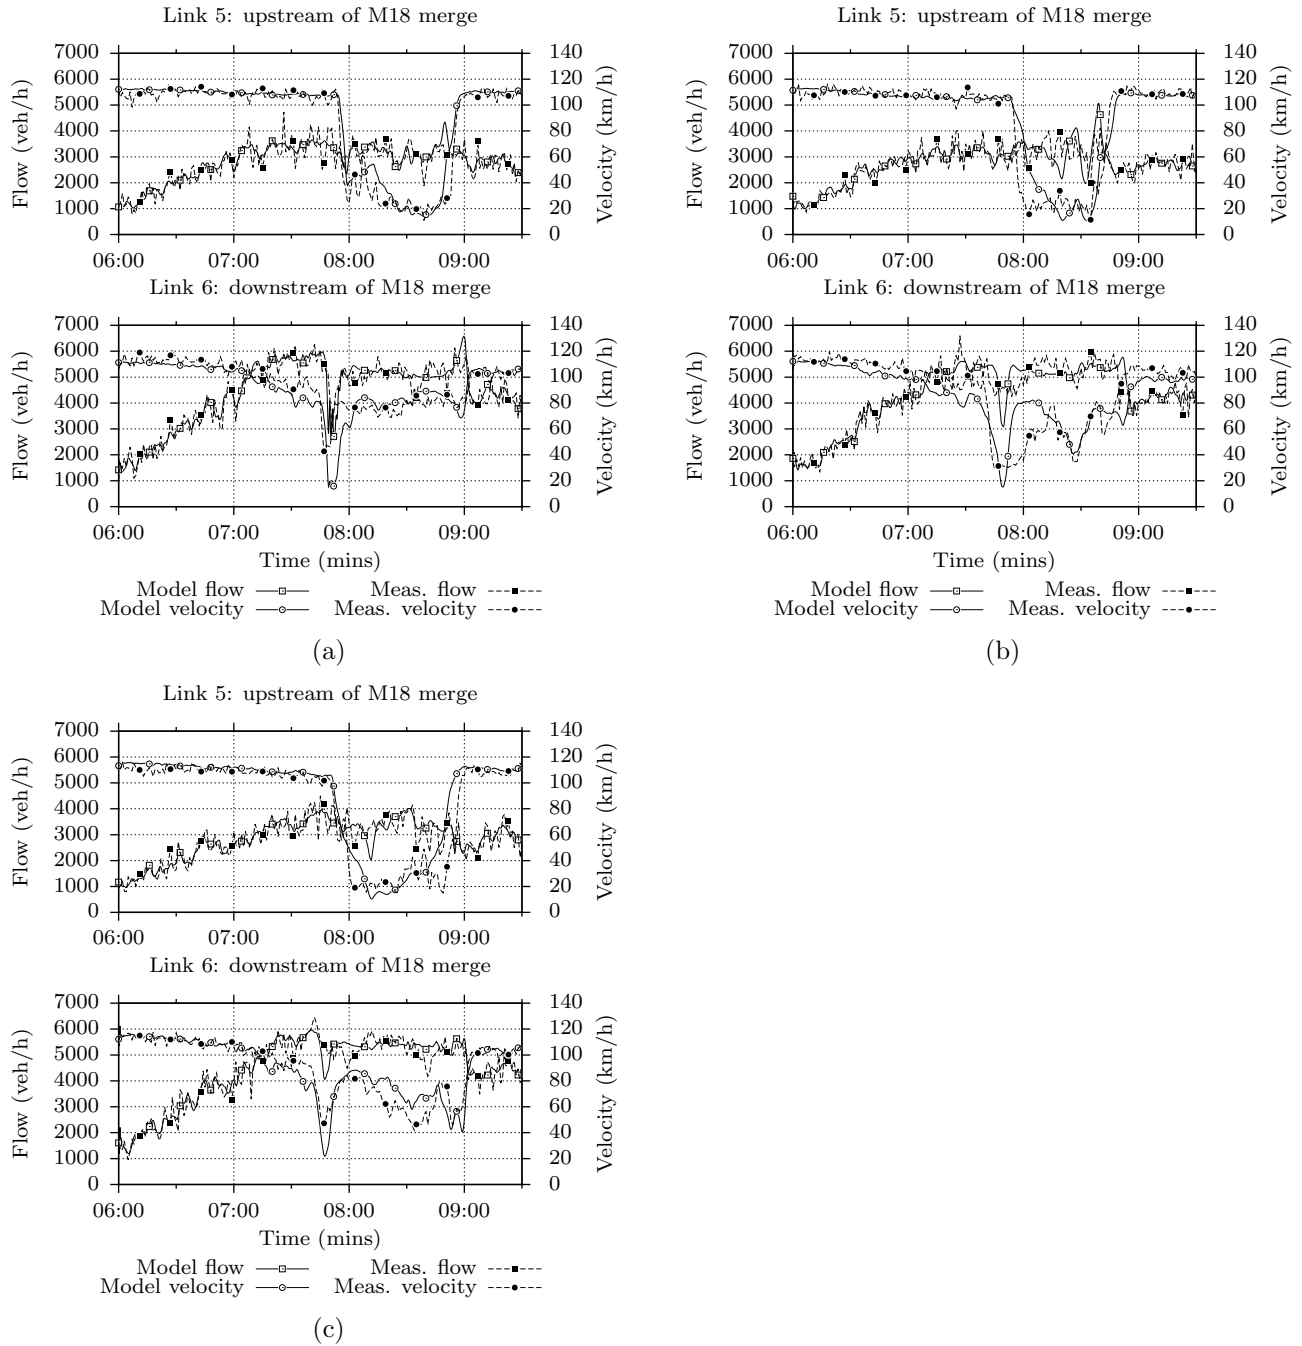 Link 5: upstream of M18 merge
7000
6000
5000
4000
3000
2000
1000
0
Flow (veh/h)
140
120
100
80
60
40
20
0
Velocity (km/h)
06:00 07:00 08:00 09:00
Link 6: downstream of M18 merge
7000
6000
5000
4000
3000
2000
1000
0
Flow (veh/h)
140
120
100
80
60
40
20
0
Velocity (km/h)
06:00 07:00 08:00 09:00
Time (mins)
Model flow Meas. flow
Model velocity Meas. velocity
(a)
Link 5: upstream of M18 merge
7000
6000
5000
4000
3000
2000
1000
0
Flow (veh/h)
140
120
100
80
60
40
20
0
Velocity (km/h)
06:00 07:00 08:00 09:00
Link 6: downstream of M18 merge
7000
6000
5000
4000
3000
2000
1000
0
Flow (veh/h)
140
120
100
80
60
40
20
0
Velocity (km/h)
06:00 07:00 08:00 09:00
Time (mins)
Model flow Meas. flow
Model velocity Meas. velocity
(b)
Link 5: upstream of M18 merge
7000
6000
5000
4000
3000
2000
1000
0
Flow (veh/h)
140
120
100
80
60
40
20
0
Velocity (km/h)
06:00 07:00 08:00 09:00
Link 6: downstream of M18 merge
7000
6000
5000
4000
3000
2000
1000
0
Flow (veh/h)
140
120
100
80
60
40
20
0
Velocity (km/h)
06:00 07:00 08:00 09:00
Time (mins)
Model flow Meas. flow
Model velocity Meas. velocity
(c)